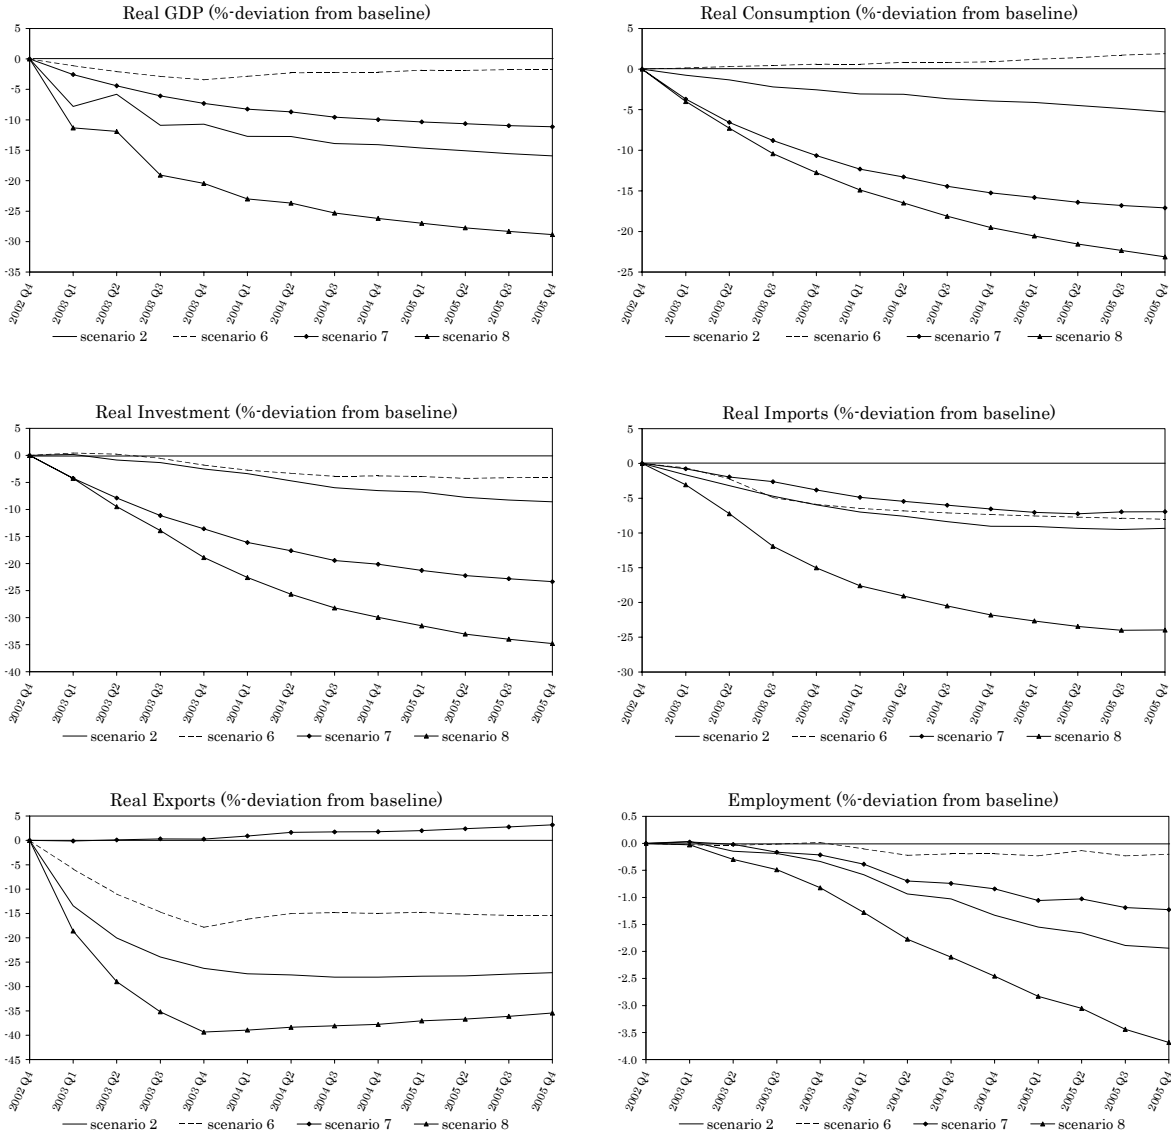 Real GDP (%-deviation from baseline)
5
0
-5
-10
-15
-20
-25
-30
-35
2002 Q4
2003 Q1
2003 Q2
2003 Q3
2003 Q4
2004 Q1
2004 Q2
2004 Q3
2004 Q4
2005 Q1
2005 Q2
2005 Q3
2005 Q4
scenario 2 scenario 6 scenario 7 scenario 8
Real Consumption (%-deviation from baseline)
5
0
-5
-10
-15
-20
-25
2002 Q4
2003 Q1
2003 Q2
2003 Q3
2003 Q4
2004 Q1
2004 Q2
2004 Q3
2004 Q4
2005 Q1
2005 Q2
2005 Q3
2005 Q4
scenario 2 scenario 6 scenario 7 scenario 8
Real Investment (%-deviation from baseline)
5
0
-5
-10
-15
-20
-25
-30
-35
-40
2002 Q4
2003 Q1
2003 Q2
2003 Q3
2003 Q4
2004 Q1
2004 Q2
2004 Q3
2004 Q4
2005 Q1
2005 Q2
2005 Q3
2005 Q4
scenario 2 scenario 6 scenario 7 scenario 8
Real Imports (%-deviation from baseline)
5
0
-5
-10
-15
-20
-25
-30
2002 Q4
2003 Q1
2003 Q2
2003 Q3
2003 Q4
2004 Q1
2004 Q2
2004 Q3
2004 Q4
2005 Q1
2005 Q2
2005 Q3
2005 Q4
scenario 2 scenario 6 scenario 7 scenario 8
Real Exports (%-deviation from baseline)
5
0
-5
-10
-15
-20
-25
-30
-35
-40
-45
2002 Q4
2003 Q1
2003 Q2
2003 Q3
2003 Q4
2004 Q1
2004 Q2
2004 Q3
2004 Q4
2005 Q1
2005 Q2
2005 Q3
2005 Q4
scenario 2 scenario 6 scenario 7 scenario 8
Employment (%-deviation from baseline)
0.5
0.0
-0.5
-1.0
-1.5
-2.0
-2.5
-3.0
-3.5
-4.0
2002 Q4
2003 Q1
2003 Q2
2003 Q3
2003 Q4
2004 Q1
2004 Q2
2004 Q3
2004 Q4
2005 Q1
2005 Q2
2005 Q3
2005 Q4
scenario 2 scenario 6 scenario 7 scenario 8